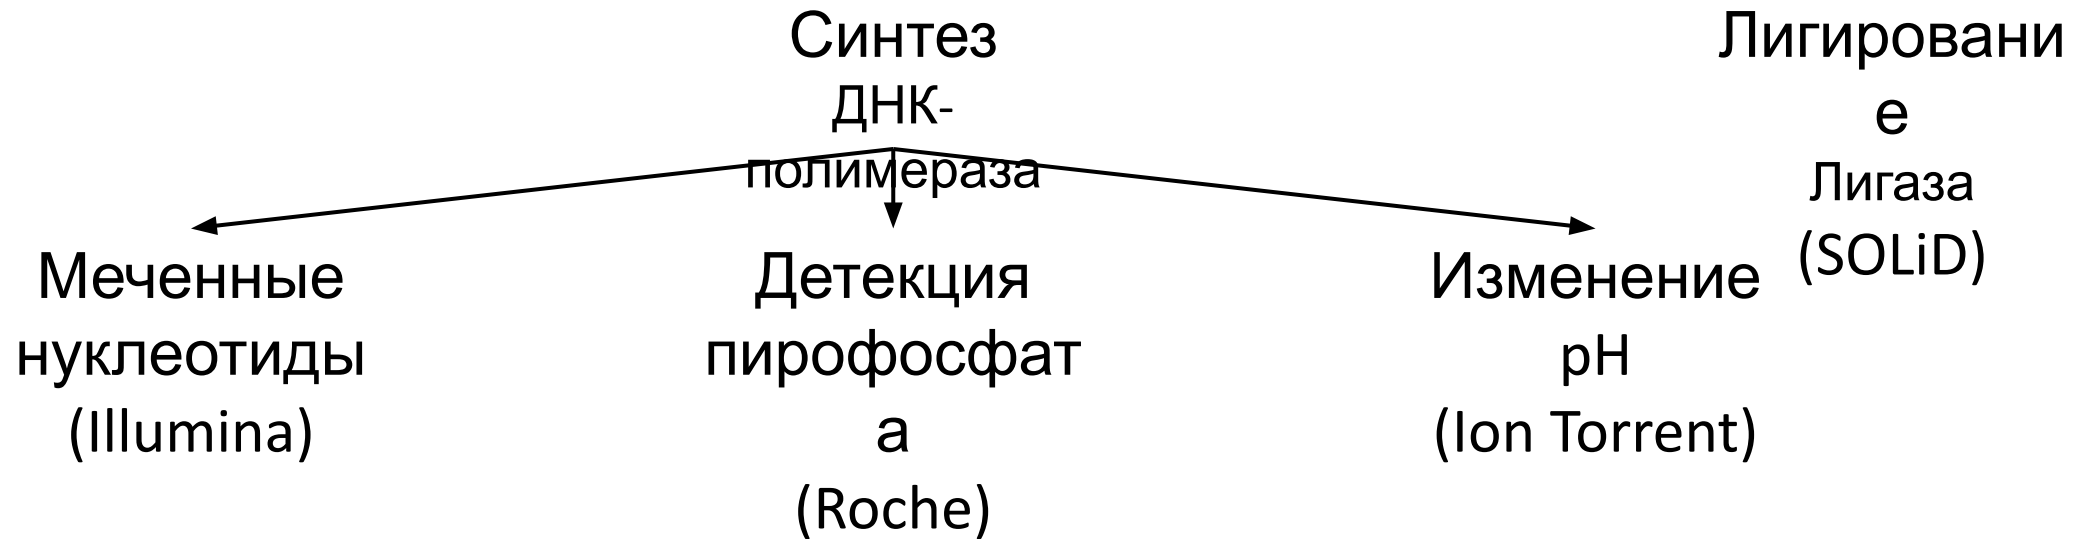 Синтез
ДНК-
полимераза
Лигировани
е
Лигаза
(SOLiD)
Меченные
нуклеотиды
(Illumina)
Детекция
пирофосфат
а
(Roche)
Изменение
pH
(Ion Torrent)